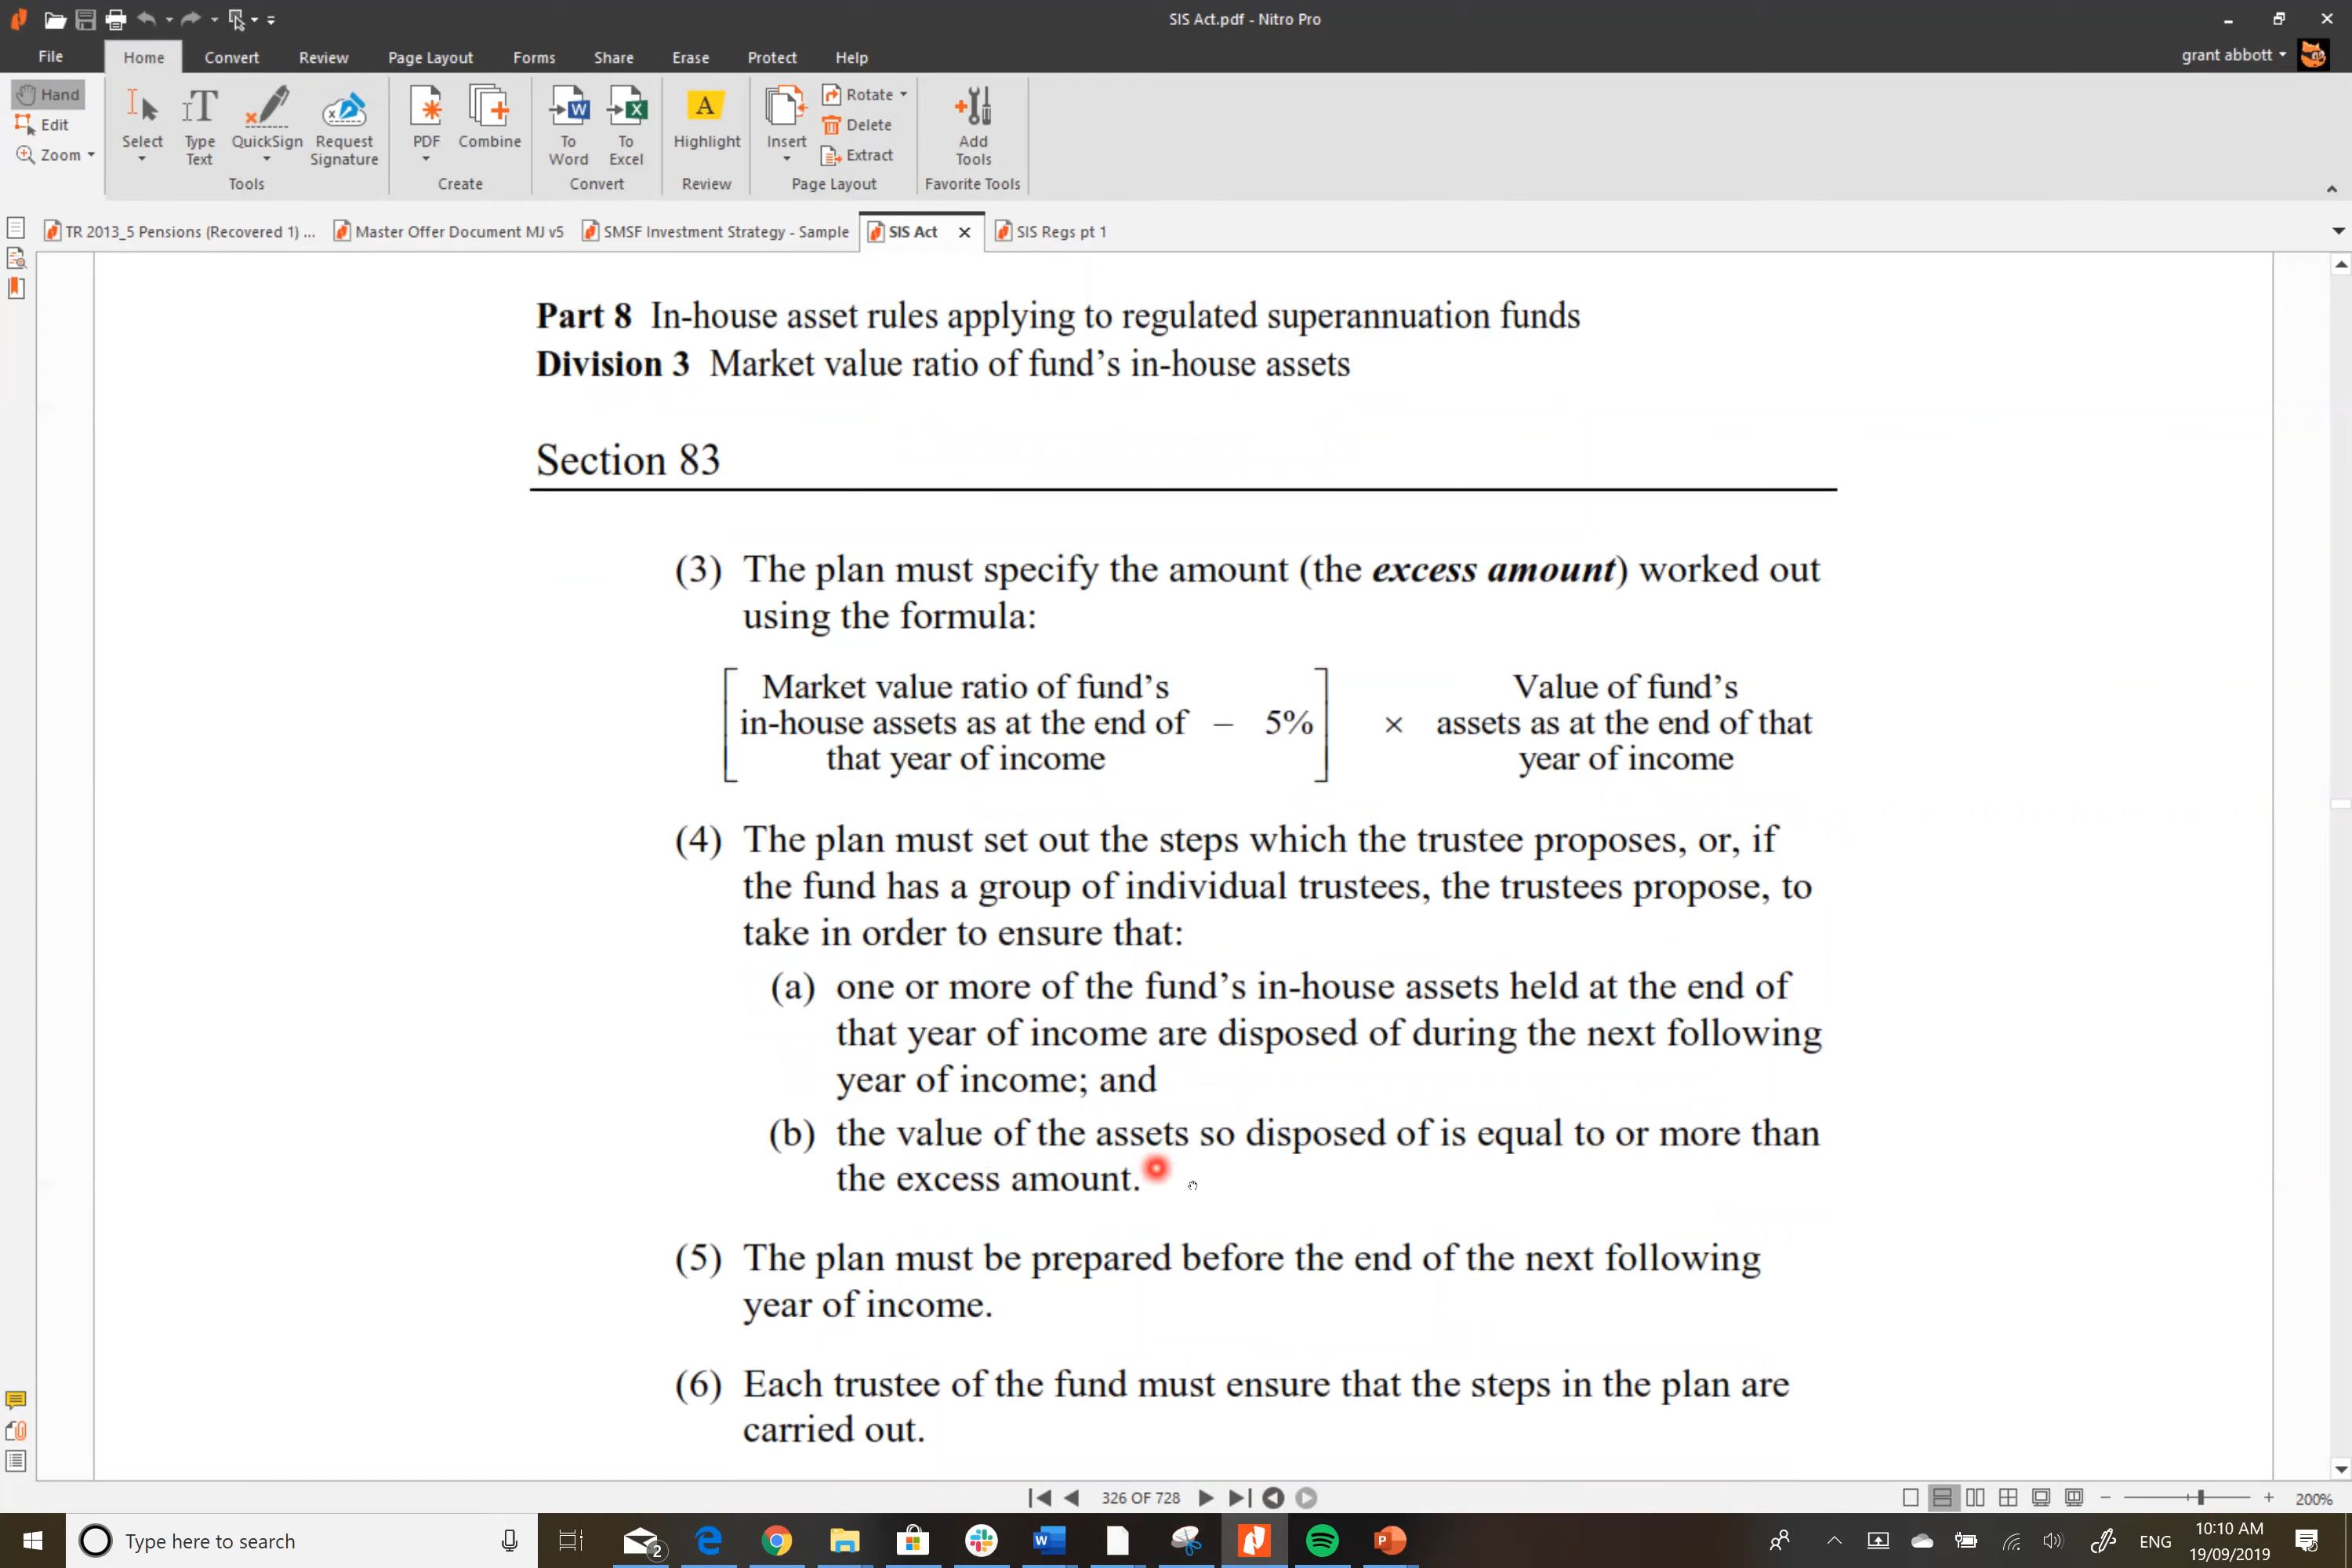 SIS Act.pdf - Nitro Pro
File Home Convert Review Page Layout Forms Share Erase Protect Help grant abbott
Hand
Edit
Zoom
Select
Type Text
QuickSign
Request Signature
Tools
PDF
Combine
Create
To Word
To Excel
Convert
A
Highlight
Review
Insert
Rotate
Delete
Extract
Page Layout
Add Tools
Favorite Tools
TR 2013_5 Pensions (Recovered 1) ... Master Offer Document MJ v5 SMSF Investment Strategy - Sample SIS Act SIS Regs pt 1
Part 8 In-house asset rules applying to regulated superannuation funds
Division 3 Market value ratio of fund's in-house assets
Section 83
(3) The plan must specify the amount (the excess amount) worked out
using the formula:
Market value ratio of fund's
in-house assets as at the end of
that year of income
− 5%
×
Value of fund's
assets as at the end of that
year of income
(4) The plan must set out the steps which the trustee proposes, or, if
the fund has a group of individual trustees, the trustees propose, to
take in order to ensure that:
(a) one or more of the fund's in-house assets held at the end of
that year of income are disposed of during the next following
year of income; and
(b) the value of the assets so disposed of is equal to or more than
the excess amount.
(5) The plan must be prepared before the end of the next following
year of income.
(6) Each trustee of the fund must ensure that the steps in the plan are
carried out.
326 OF 728
200%
Type here to search
2
ENG
10:10 AM
19/09/2019